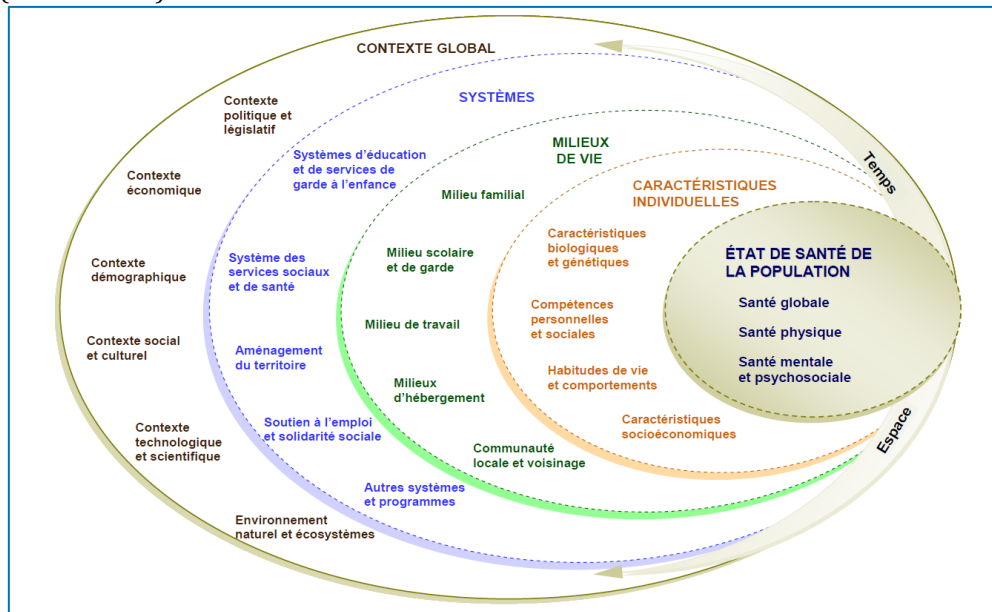 CONTEXTE GLOBAL
Contexte
politique et
législatif
Contexte
économique
Contexte
démographique
Contexte social
et culturel
Contexte
technologique
et scientifique
Environnement
naturel et écosystèmes
SYSTÈMES
Systèmes d'éducation
et de services de
garde à l'enfance
Système des
services sociaux
et de santé
Aménagement
du territoire
Soutien à l'emploi
et solidarité sociale
Autres systèmes
et programmes
MILIEUX
DE VIE
Milieu familial
Milieu scolaire
et de garde
Milieu de travail
Milieux
d'hébergement
Communauté
locale et voisinage
CARACTÉRISTIQUES
INDIVIDUELLES
Caractéristiques
biologiques
et génétiques
Compétences
personnelles
et sociales
Habitudes de vie
et comportements
Caractéristiques
socioéconomiques
ÉTAT DE SANTÉ DE
LA POPULATION
Santé globale
Santé physique
Santé mentale
et psychosociale
Temps
Espace